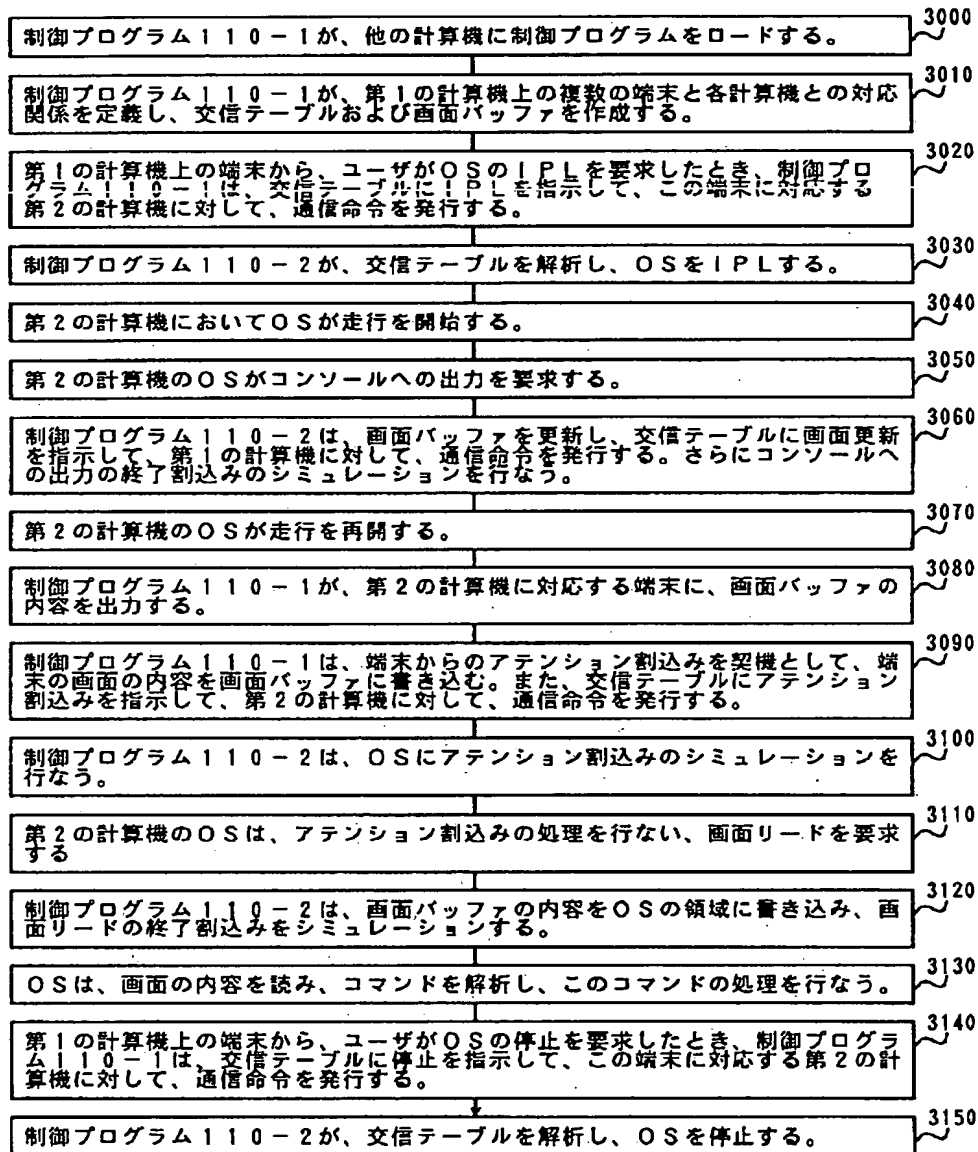 3000
制御プログラム110-1が、他の計算機に制御プログラムをロードする。
3010
制御プログラム110-1が、第1の計算機上の複数の端末と各計算機との対応
関係を定義し、交信テーブルおよび画面バッファを作成する。
3020
第1の計算機上の端末から、ユーザがOSのIPLを要求したとき、制御プロ
グラム110-1は、交信テーブルにIPLを指示して、この端末に対応する
第2の計算機に対して、通信命令を発行する。
3030
制御プログラム110-2が、交信テーブルを解析し、OSをIPLする。
3040
第2の計算機においてOSが走行を開始する。
3050
第2の計算機のOSがコンソールへの出力を要求する。
3060
制御プログラム110-2は、画面バッファを更新し、交信テーブルに画面更新
を指示して、第1の計算機に対して、通信命令を発行する。さらにコンソールへ
の出力の終了割込みのシミュレーションを行なう。
3070
第2の計算機のOSが走行を再開する。
3080
制御プログラム110-1が、第2の計算機に対応する端末に、画面バッファの
内容を出力する。
3090
制御プログラム110-1は、端末からのアテンション割込みを契機として、端
末の画面の内容を画面バッファに書き込む。また、交信テーブルにアテンション
割込みを指示して、第2の計算機に対して、通信命令を発行する。
3100
制御プログラム110-2は、OSにアテンション割込みのシミュレーションを
行なう。
3110
第2の計算機のOSは、アテンション割込みの処理を行ない、画面リードを要求
する
3120
制御プログラム110-2は、画面バッファの内容をOSの領域に書き込み、画
面リードの終了割込みをシミュレーションする。
3130
OSは、画面の内容を読み、コマンドを解析し、このコマンドの処理を行なう。
3140
第1の計算機上の端末から、ユーザがOSの停止を要求したとき、制御プログラ
ム110-1は、交信テーブルに停止を指示して、この端末に対応する第2の計
算機に対して、通信命令を発行する。
3150
制御プログラム110-2が、交信テーブルを解析し、OSを停止する。